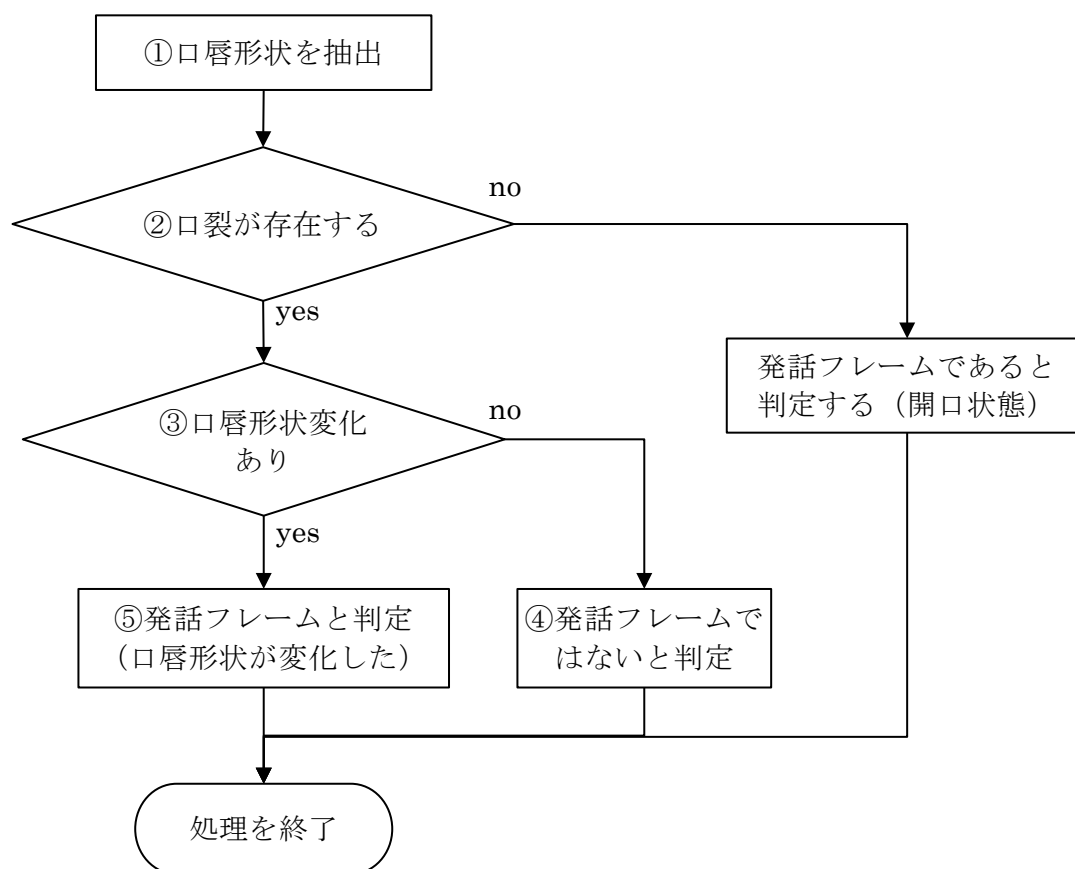 ①口唇形状を抽出
②口裂が存在する
no
yes
発話フレームであると
判定する（開口状態）
③口唇形状変化
あり
no
yes
⑤発話フレームと判定
（口唇形状が変化した）
④発話フレームで
はないと判定
処理を終了